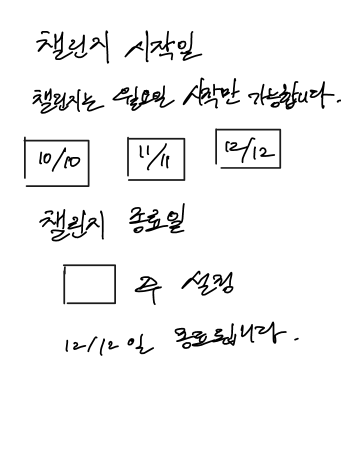 챌린지 시작일
챌린지는 월요일 시작만 가능합니다.
10/10 11/11 12/12
챌린지 종료일
주 설정
12/12일 종료됩니다.